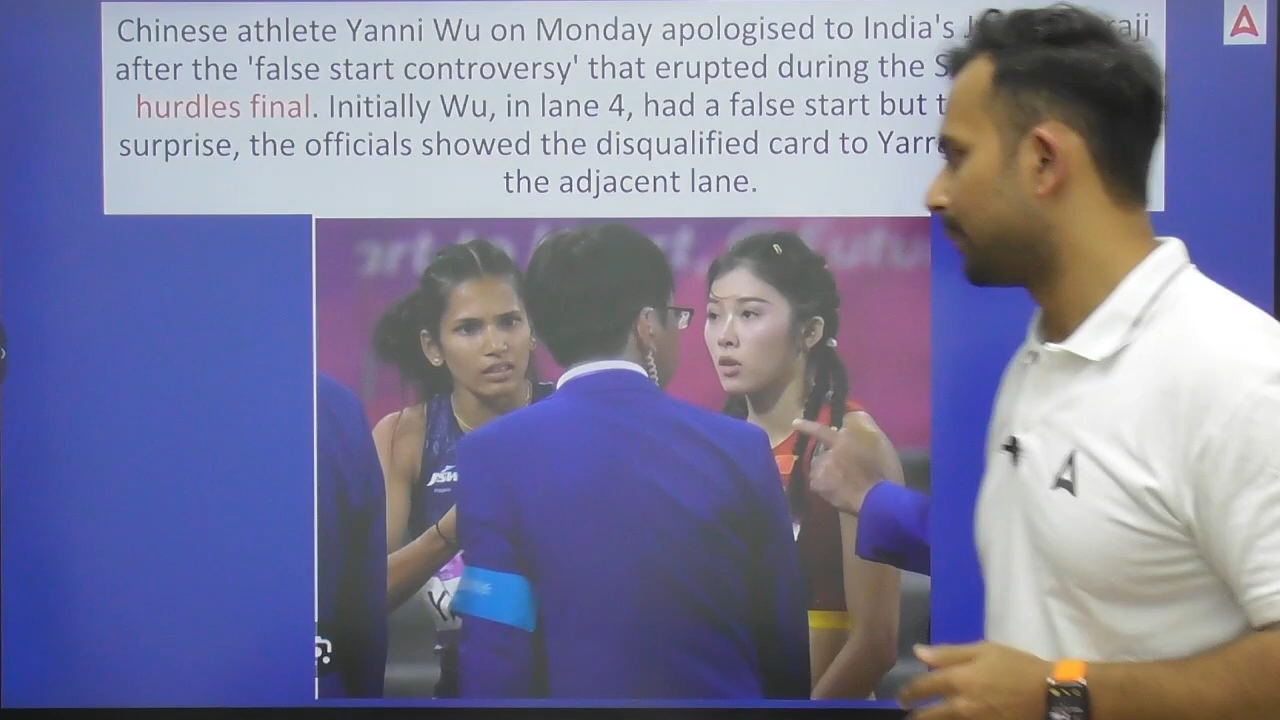 Chinese athlete Yanni Wu on Monday apologised to India's
after the 'false start controversy' that erupted during the
hurdles final. Initially Wu, in lane 4, had a false start but
surprise, the officials showed the disqualified card to
the adjacent lane.
JSW